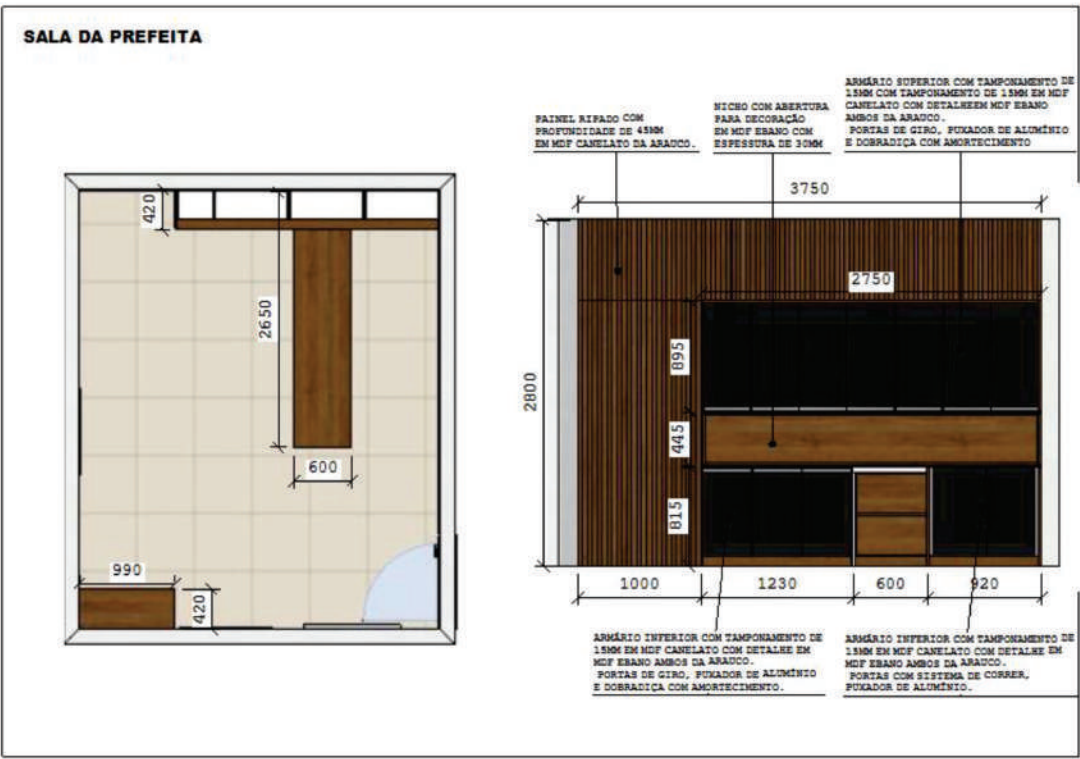 SALA DA PREFEITA
420
2650
600
990
420
PAINEL RIPADO COM
PROFUNDIDADE DE 45MM
EM MDF CANELATO DA ARAUCO.
NICHO COM ABERTURA
PARA DECORAÇÃO
EM MDF EBANO COM
ESPESSURA DE 30MM
ARMÁRIO SUPERIOR COM TAMPONAMENTO DE
15MM COM TAMPONAMENTO DE 15MM EM MDF
CANELATO COM DETALHEEM MDF EBANO
AMBOS DA ARAUCO.
PORTAS DE GIRO, PUXADOR DE ALUMÍNIO
E DOBRADIÇA COM AMORTECIMENTO
3750
2750
2800
895
445
815
1000
1230
600
920
ARMÁRIO INFERIOR COM TAMPONAMENTO DE
15MM EM MDF CANELATO COM DETALHE EM
MDF EBANO AMBOS DA ARAUCO.
PORTAS DE GIRO, PUXADOR DE ALUMÍNIO
E DOBRADIÇA COM AMORTECIMENTO.
ARMÁRIO INFERIOR COM TAMPONAMENTO DE
15MM EM MDF CANELATO COM DETALHE EM
MDF EBANO AMBOS DA ARAUCO.
PORTAS COM SISTEMA DE CORRER,
PUXADOR DE ALUMÍNIO.